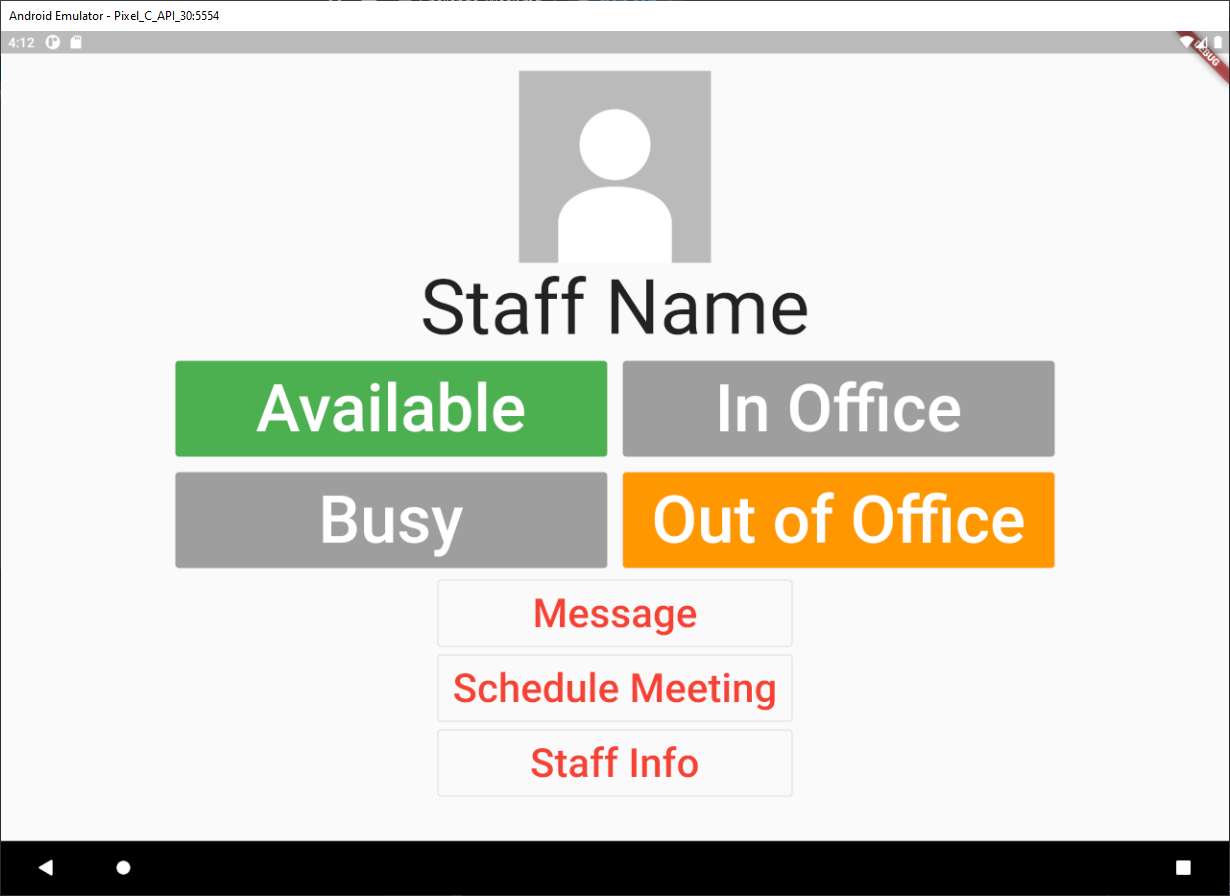 Android Emulator - Pixel_C_API_30:5554
4:12
Staff Name
Available
In Office
Busy
Out of Office
Message
Schedule Meeting
Staff Info